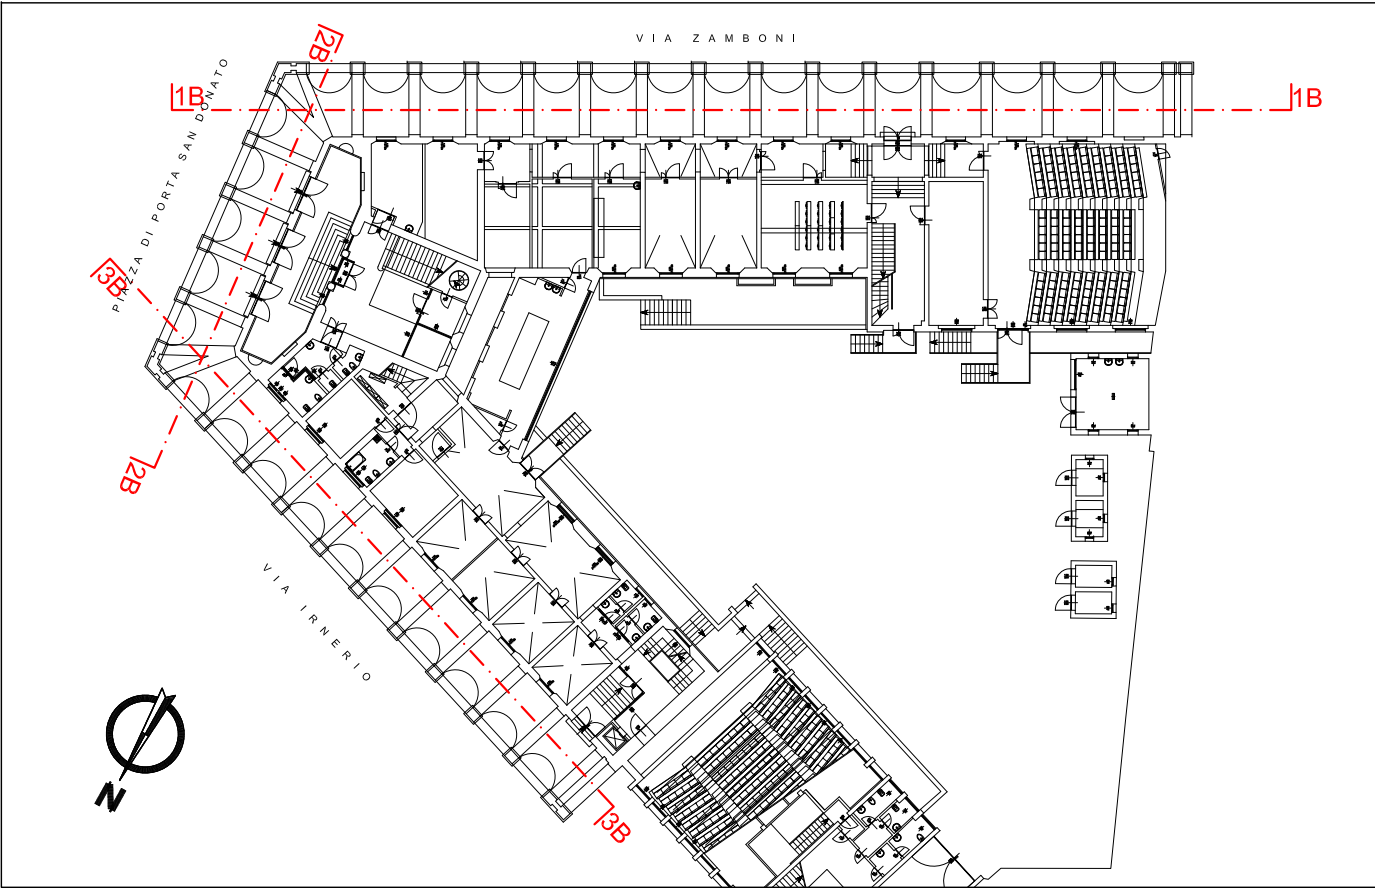 VIA ZAMBONI
2B
1B
1B
PIAZZA DI PORTA SAN DONATO
3B
2B
VIA IRNERIO
N
3B